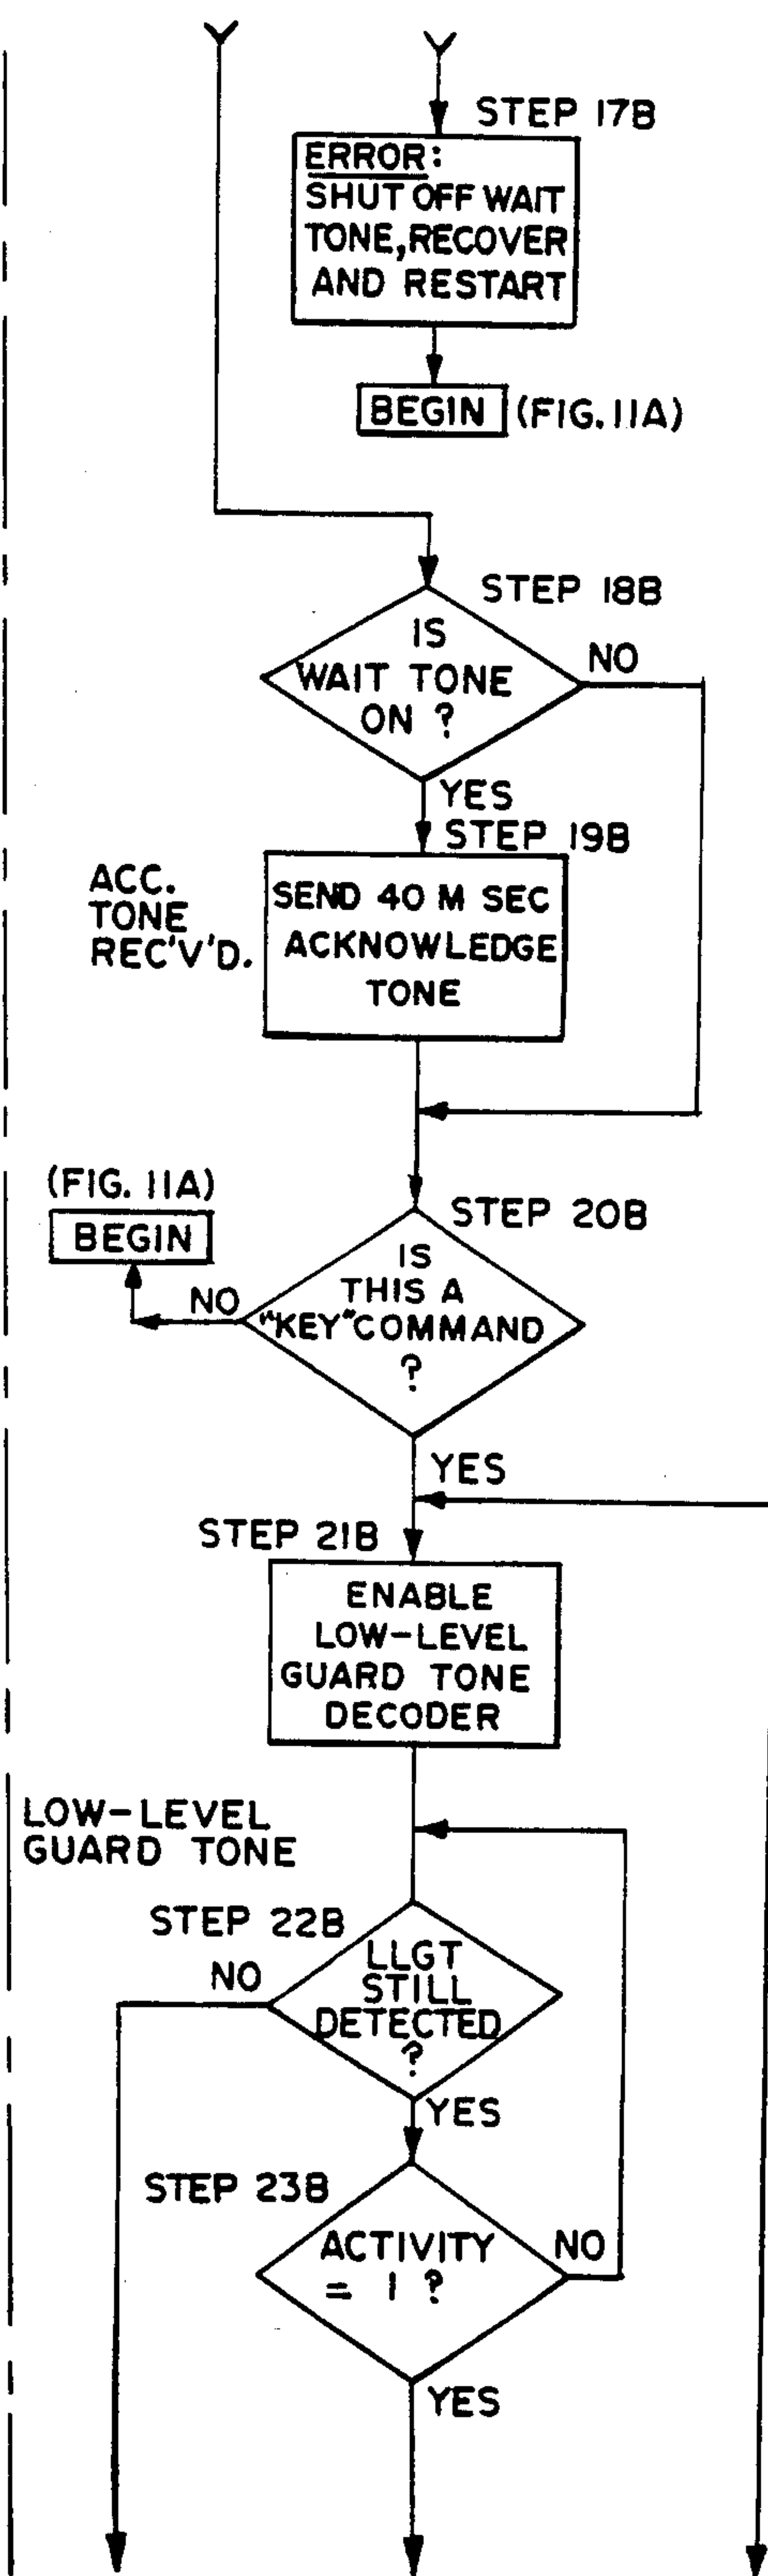 STEP 17B
ERROR:
SHUT OFF WAIT
TONE, RECOVER
AND RESTART
BEGIN (FIG. 11A)
STEP 18B
IS
WAIT TONE
ON ?
NO
YES
STEP 19B
ACC.
TONE
REC'V'D.
SEND 40 M SEC
ACKNOWLEDGE
TONE
(FIG. 11A)
BEGIN
STEP 20B
IS
THIS A
"KEY" COMMAND
?
NO
YES
STEP 21B
ENABLE
LOW-LEVEL
GUARD TONE
DECODER
LOW-LEVEL
GUARD TONE
STEP 22B
LLGT
STILL
DETECTED
?
NO
YES
STEP 23B
ACTIVITY
= 1 ?
NO
YES